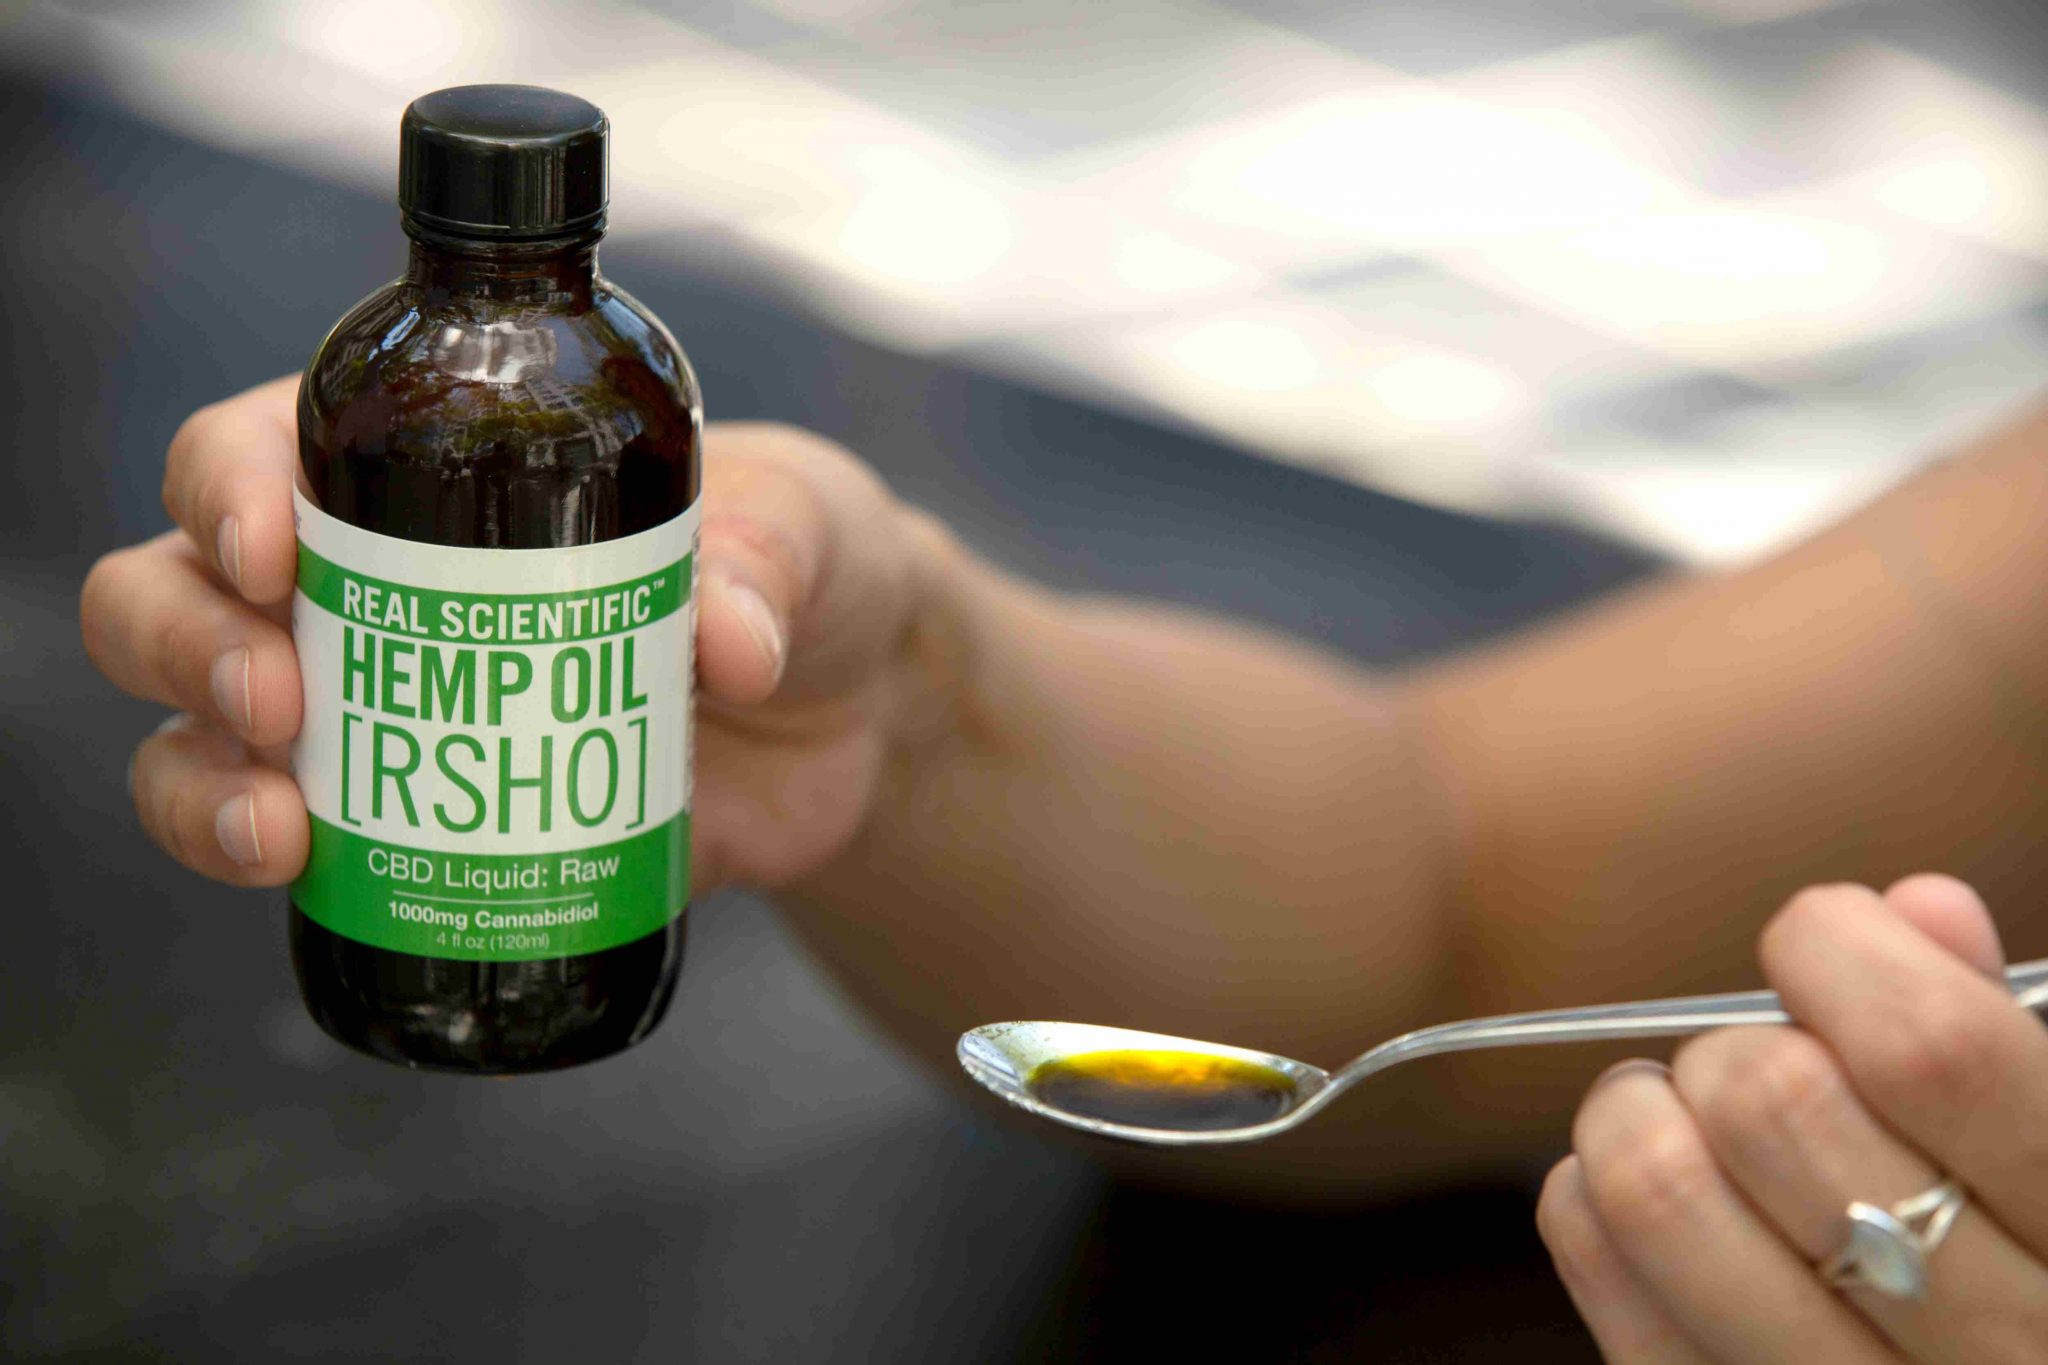 REAL SCIENTIFIC™
HEMP OIL
[RSHO]
CBD Liquid: Raw
1000mg Cannabidiol
4 fl oz (120ml)